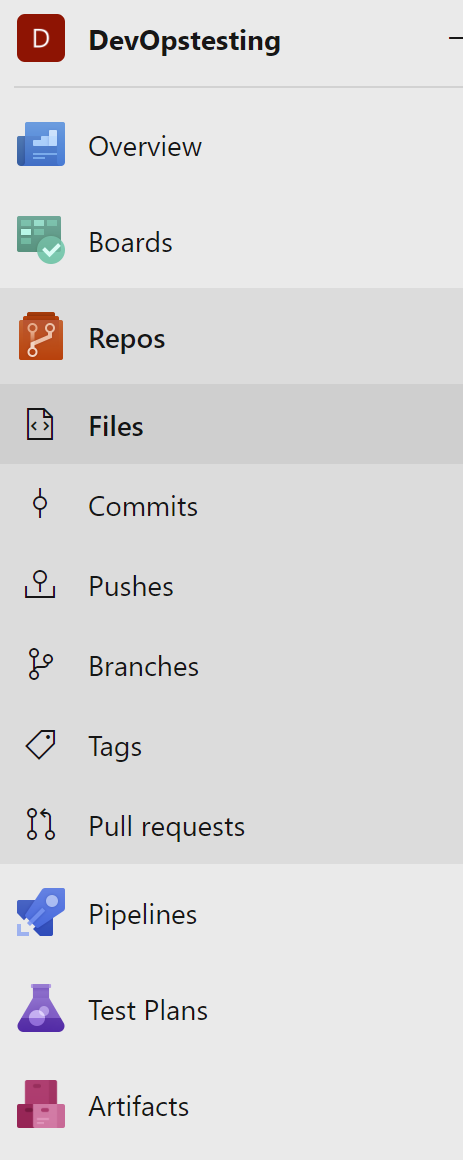 D DevOpstesting
Overview
Boards
Repos
Files
Commits
Pushes
Branches
Tags
Pull requests
Pipelines
Test Plans
Artifacts